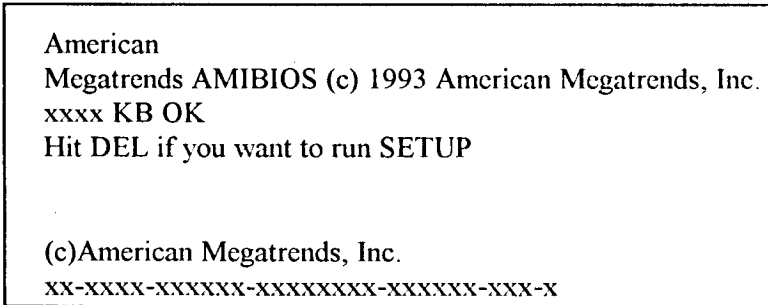 American
Megatrends AMIBIOS (c) 1993 American Megatrends, Inc.
xxxx KB OK
Hit DEL if you want to run SETUP
(c)American Megatrends, Inc.
xx-xxxx-xxxxxx-xxxxxxxx-xxxxxx-xxx-x